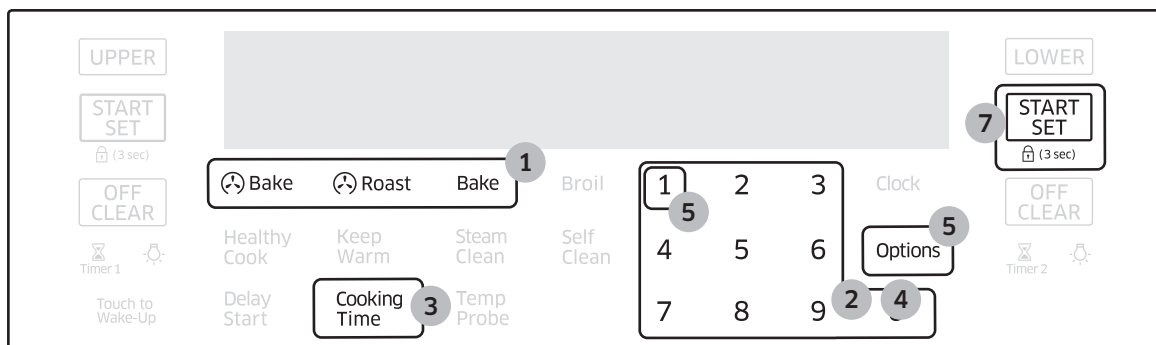 UPPER
LOWER
START
SET
(3 sec)
7
START
SET
(3 sec)
1
Bake
Roast
Bake
Broil
1
2
3
5
Clock
OFF
CLEAR
OFF
CLEAR
Timer 1
Healthy
Cook
Keep
Warm
Steam
Clean
Self
Clean
4
5
6
5
Options
Timer 2
Touch to
Wake-Up
Delay
Start
Cooking
Time
3
Temp
Probe
7
8
9
2
4